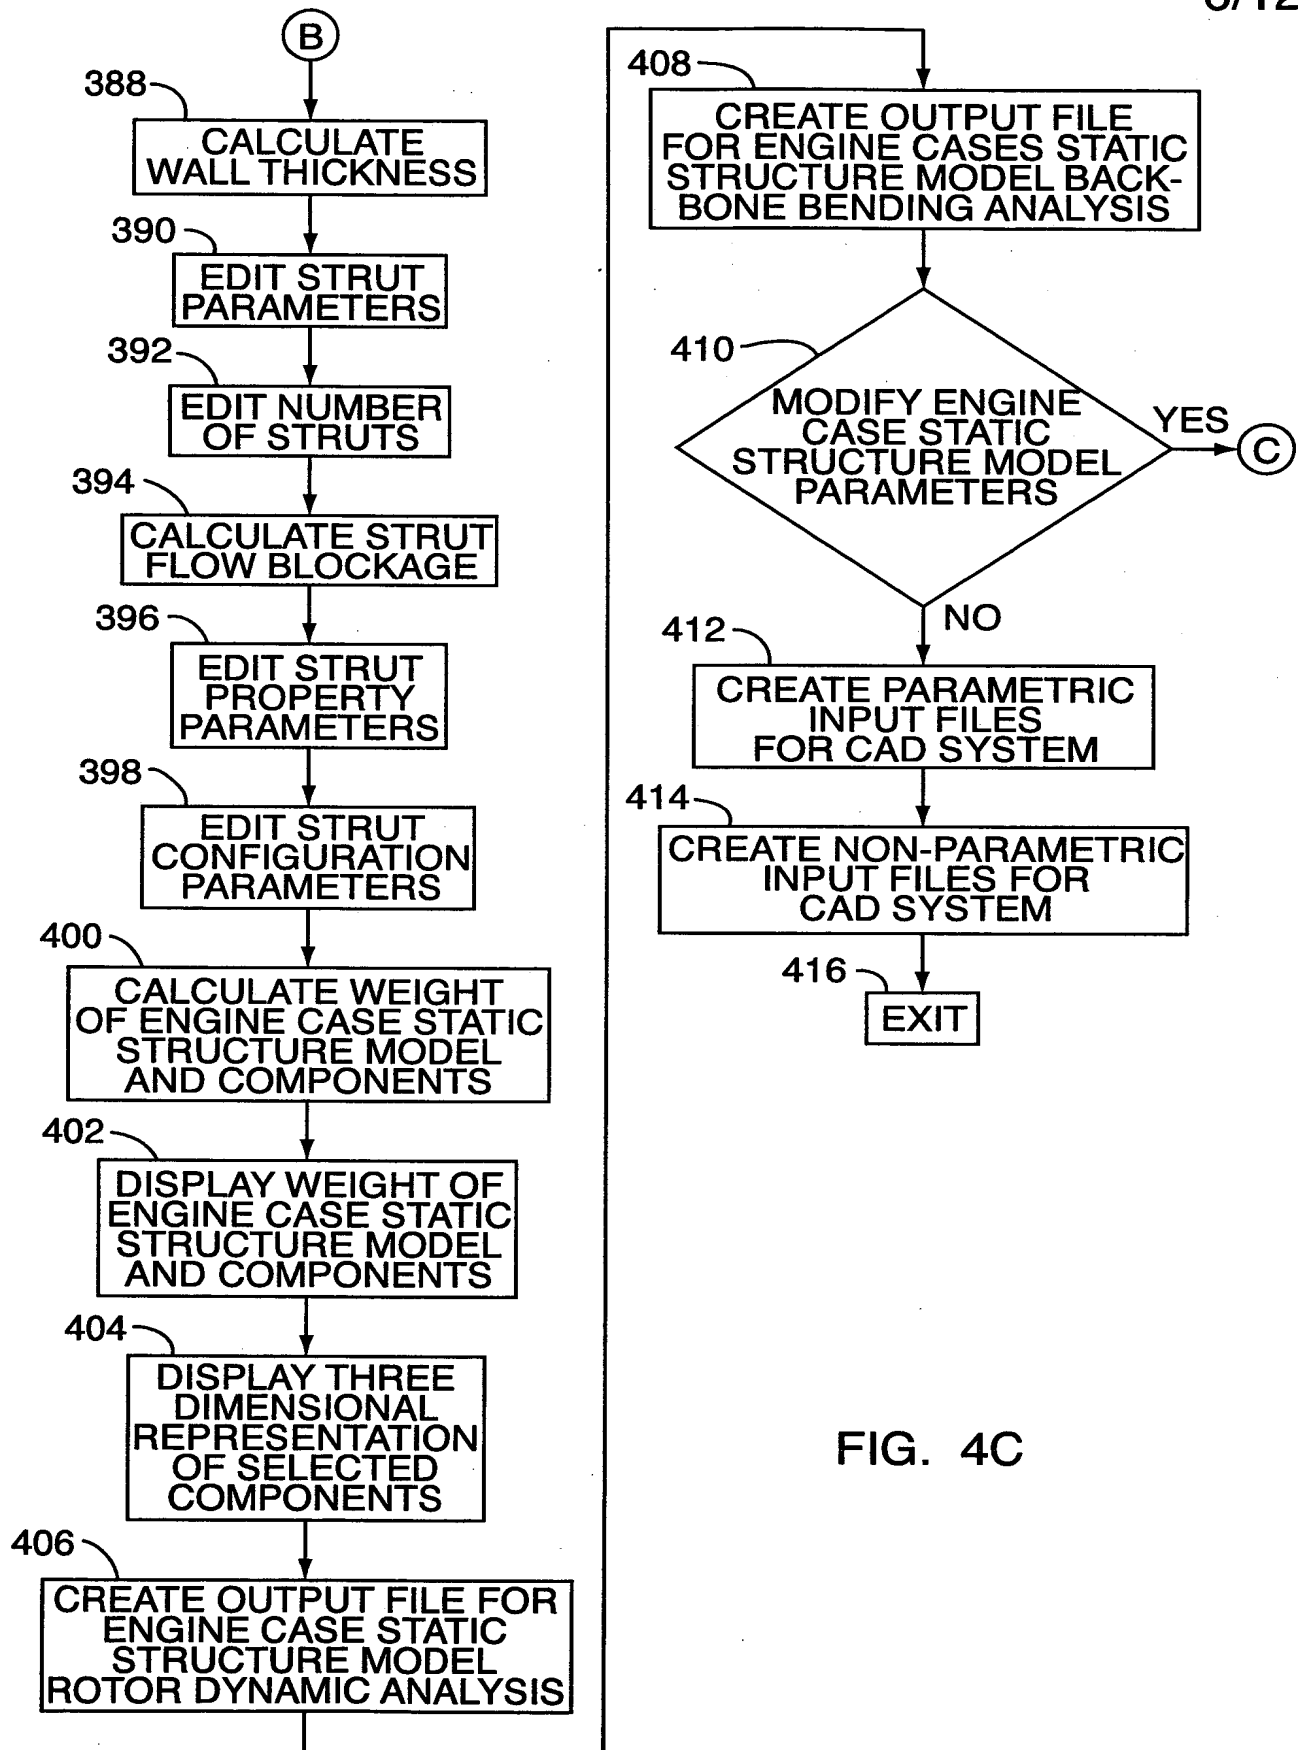 B
388
CALCULATE
WALL THICKNESS
390
EDIT STRUT
PARAMETERS
392
EDIT NUMBER
OF STRUTS
394
CALCULATE STRUT
FLOW BLOCKAGE
396
EDIT STRUT
PROPERTY
PARAMETERS
398
EDIT STRUT
CONFIGURATION
PARAMETERS
400
CALCULATE WEIGHT
OF ENGINE CASE STATIC
STRUCTURE MODEL
AND COMPONENTS
402
DISPLAY WEIGHT OF
ENGINE CASE STATIC
STRUCTURE MODEL
AND COMPONENTS
404
DISPLAY THREE
DIMENSIONAL
REPRESENTATION
OF SELECTED
COMPONENTS
406
CREATE OUTPUT FILE FOR
ENGINE CASE STATIC
STRUCTURE MODEL
ROTOR DYNAMIC ANALYSIS
408
CREATE OUTPUT FILE
FOR ENGINE CASES STATIC
STRUCTURE MODEL BACK-
BONE BENDING ANALYSIS
410
MODIFY ENGINE
CASE STATIC
STRUCTURE MODEL
PARAMETERS
YES
C
NO
412
CREATE PARAMETRIC
INPUT FILES
FOR CAD SYSTEM
414
CREATE NON-PARAMETRIC
INPUT FILES FOR
CAD SYSTEM
416
EXIT
FIG. 4C